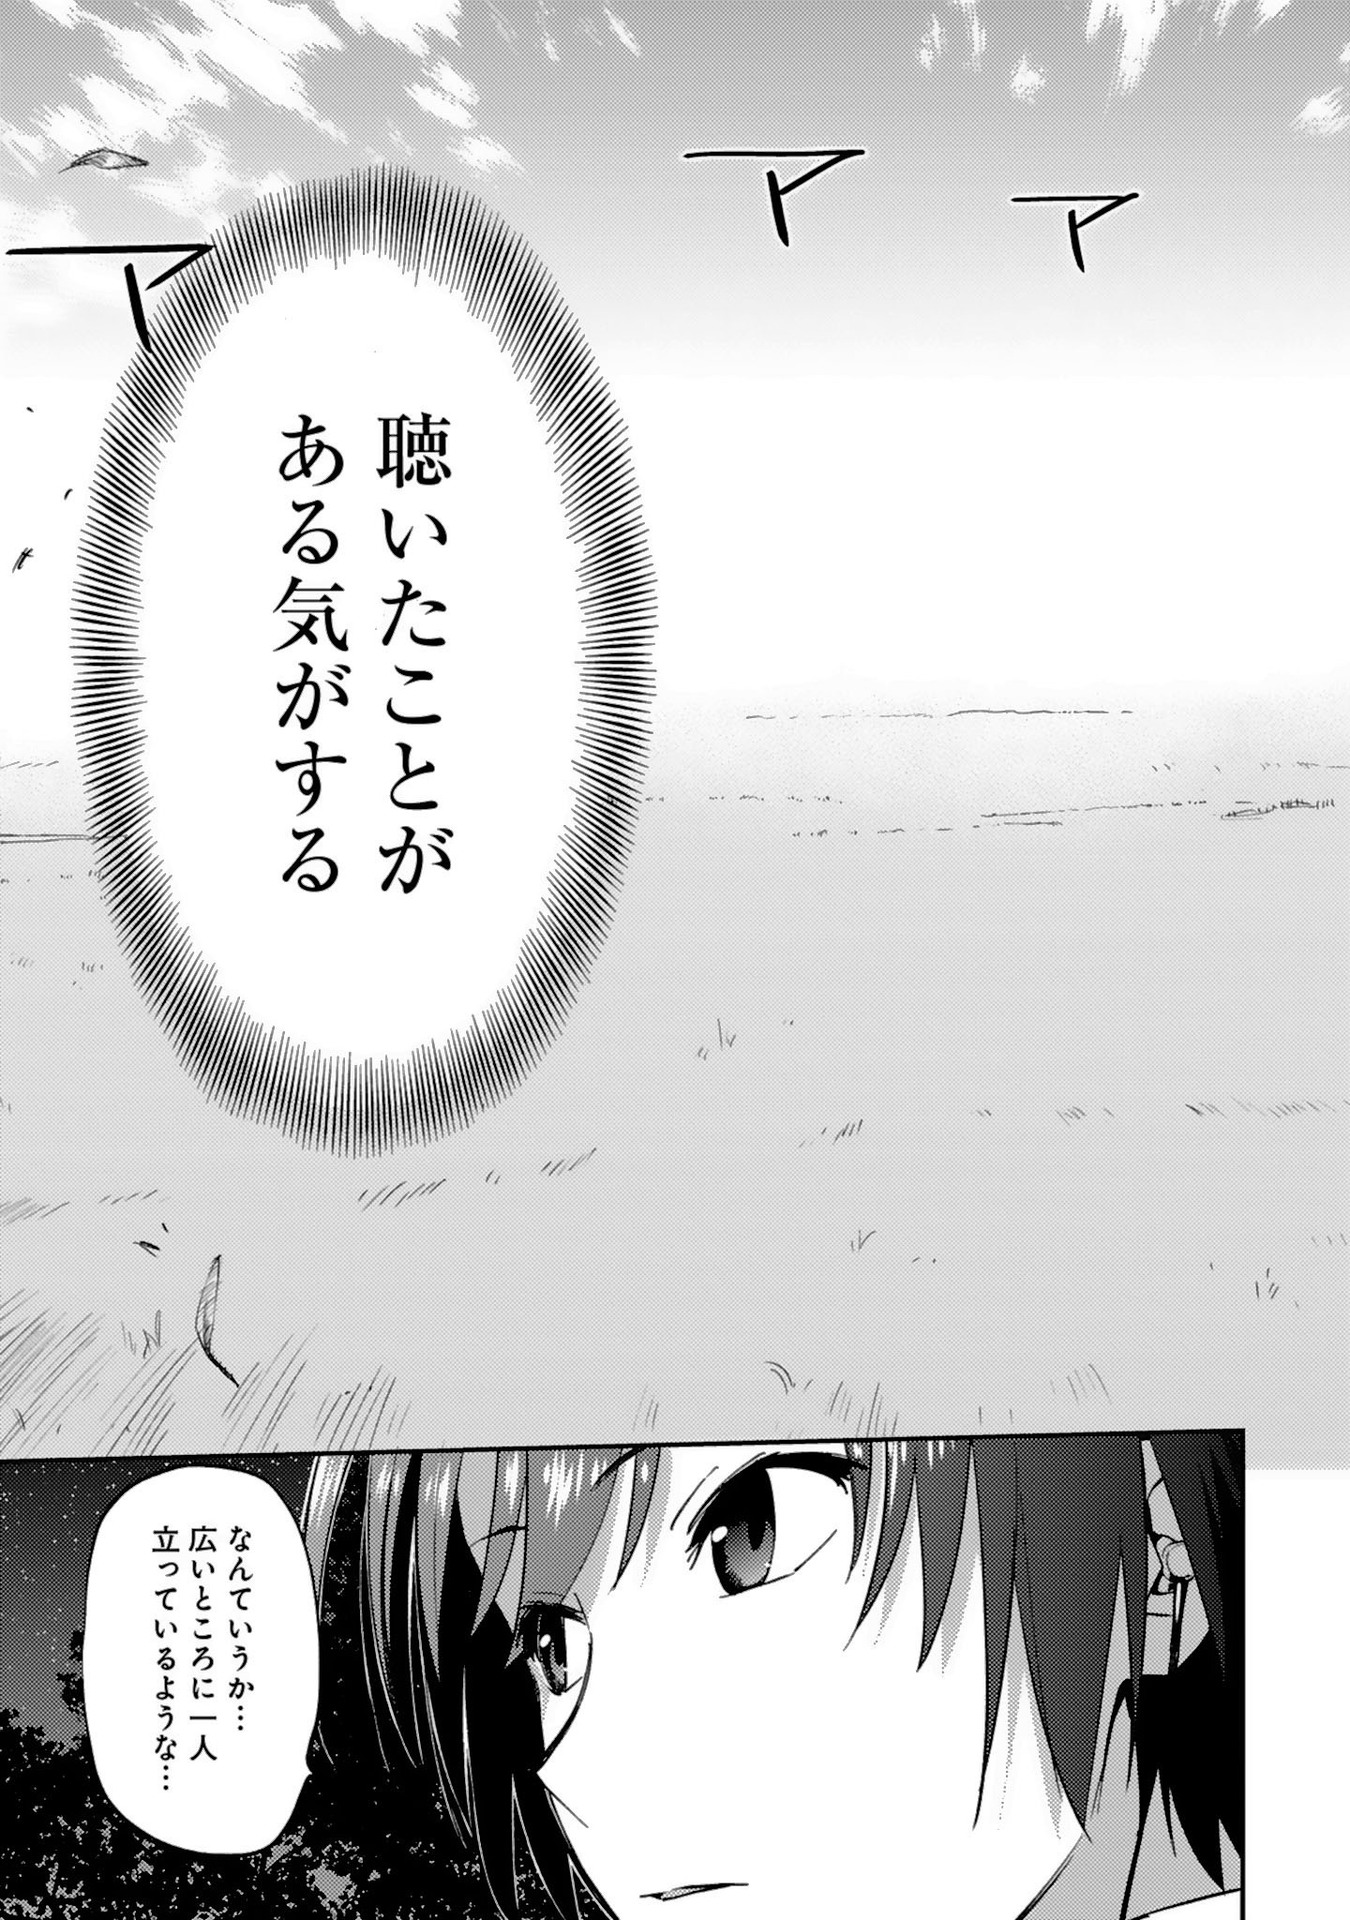 ア
ア
ア
聴いたことが
ある気がする
なんていうか…
広いところに一人
立っているような…